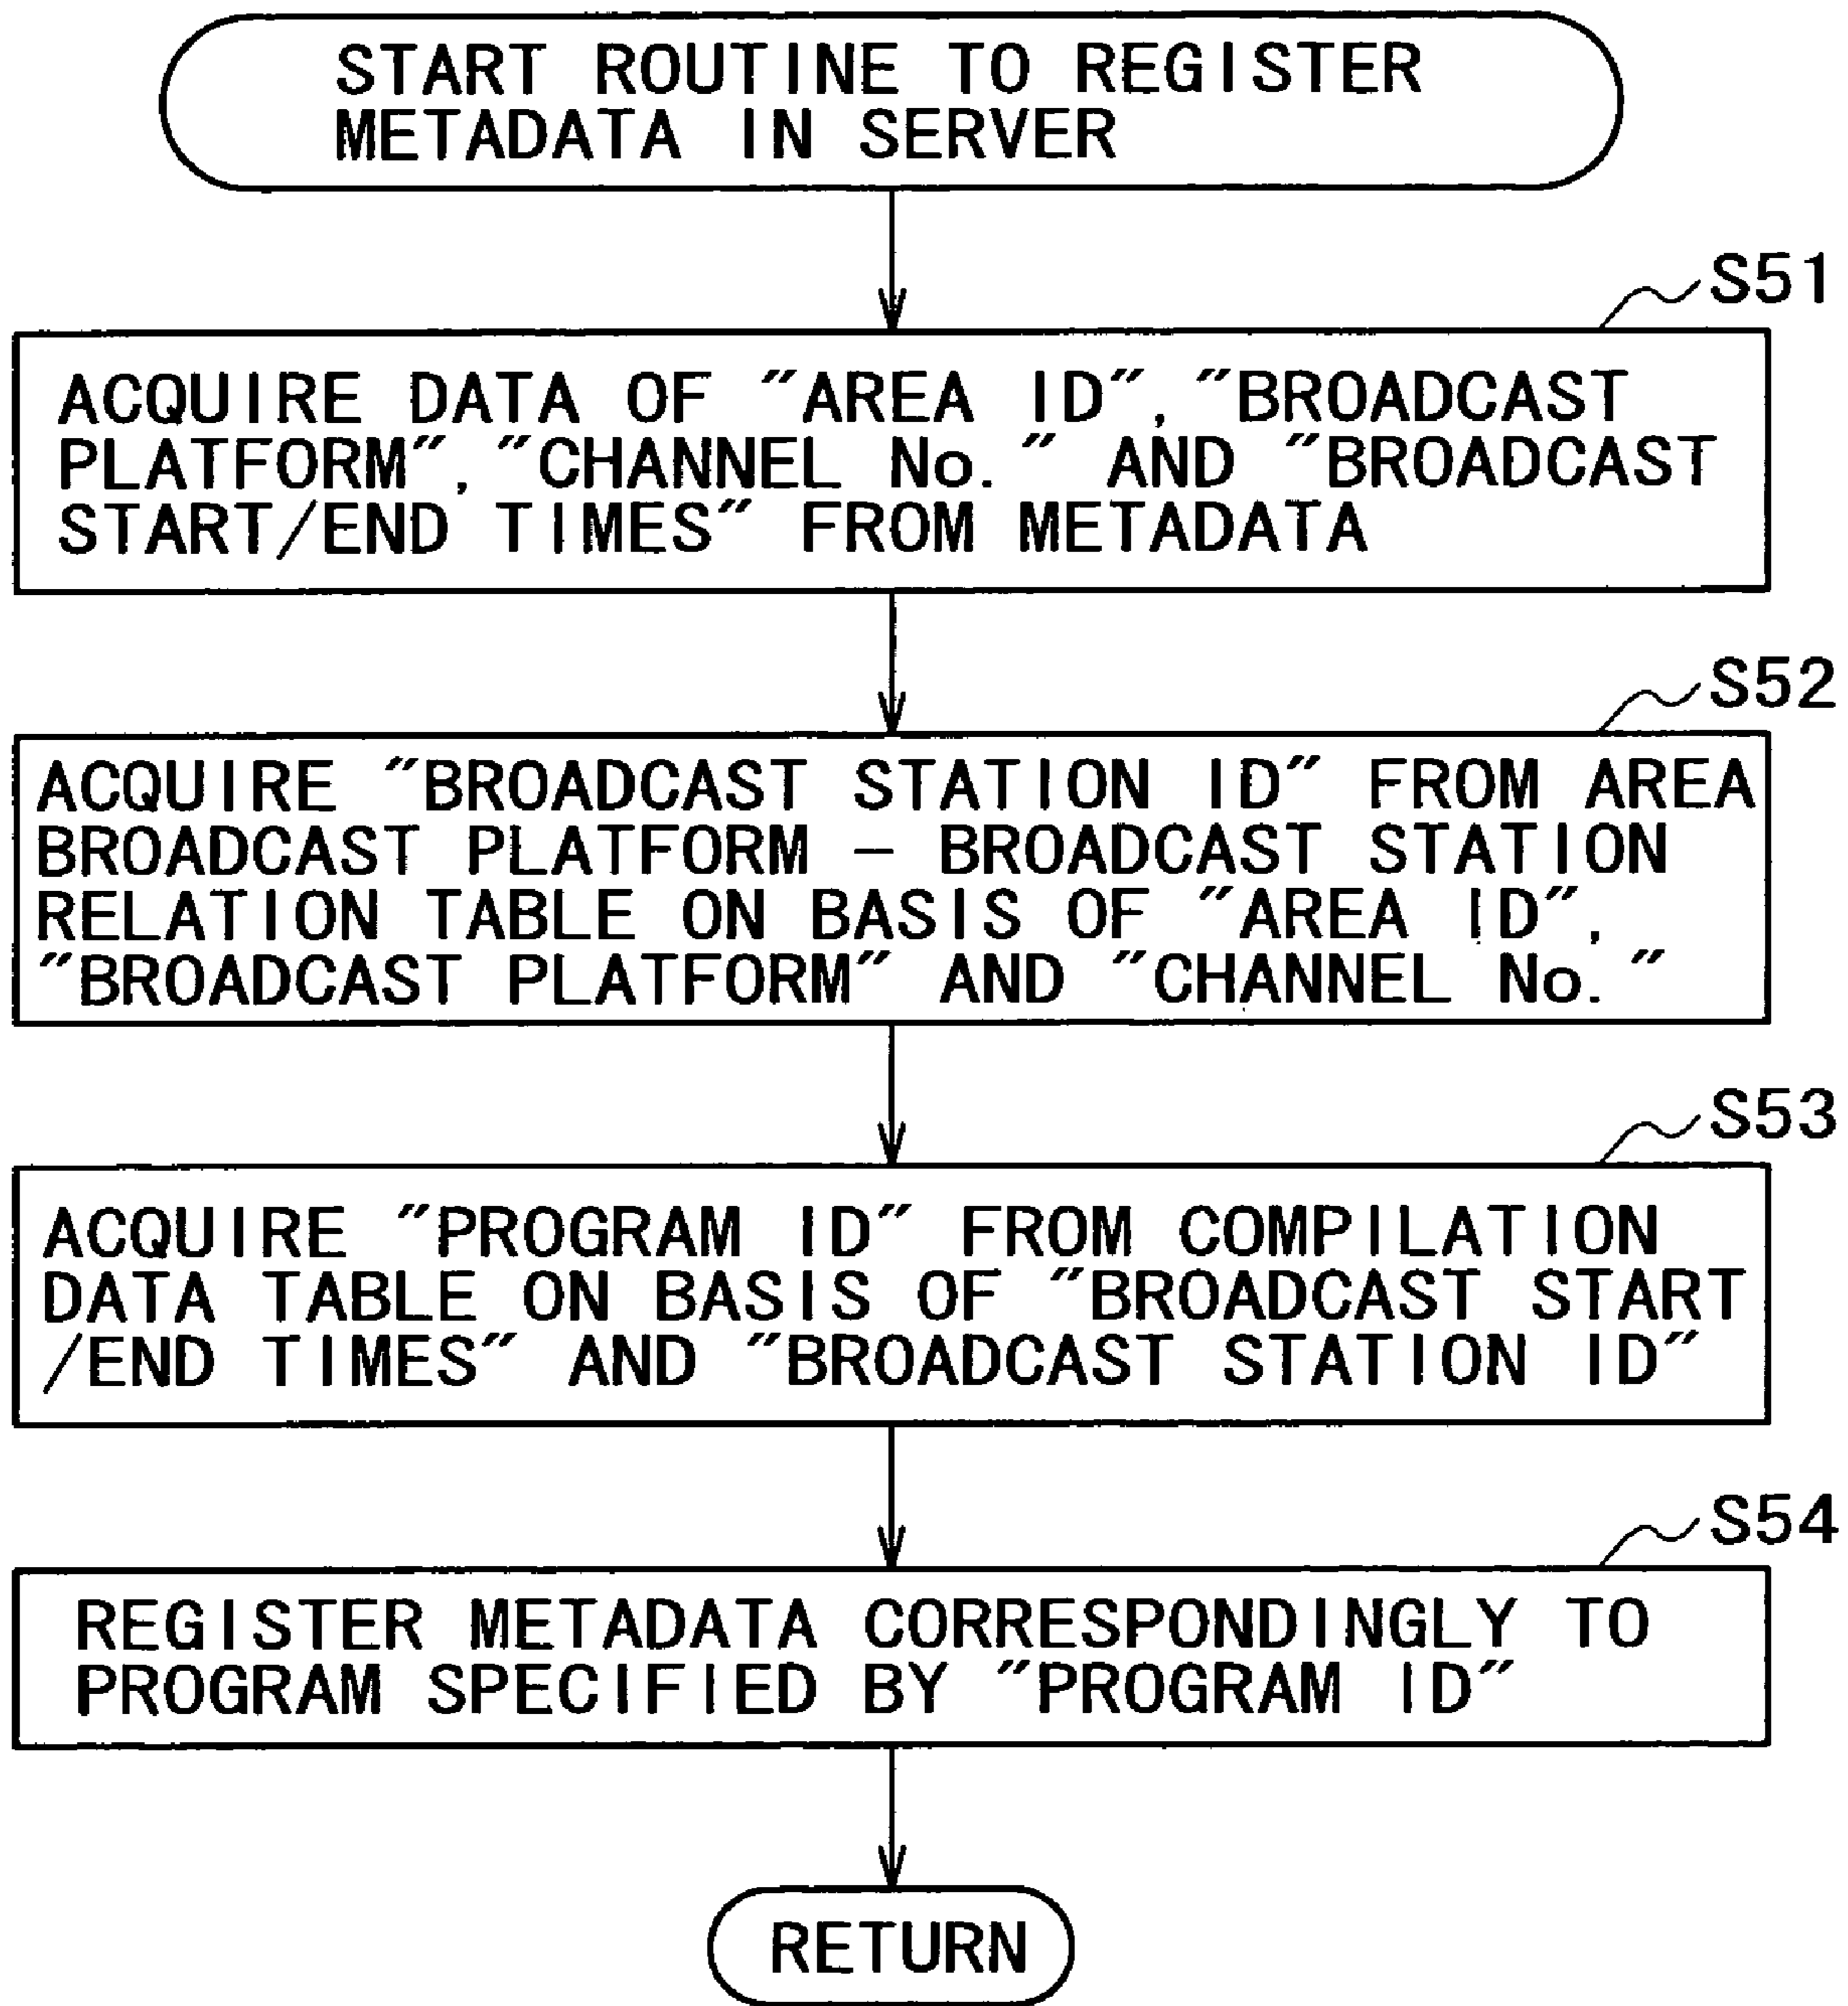 START ROUTINE TO REGISTER
METADATA IN SERVER
S51
ACQUIRE DATA OF "AREA ID", "BROADCAST
PLATFORM", "CHANNEL No." AND "BROADCAST
START/END TIMES" FROM METADATA
S52
ACQUIRE "BROADCAST STATION ID" FROM AREA
BROADCAST PLATFORM – BROADCAST STATION
RELATION TABLE ON BASIS OF "AREA ID",
"BROADCAST PLATFORM" AND "CHANNEL No."
S53
ACQUIRE "PROGRAM ID" FROM COMPILATION
DATA TABLE ON BASIS OF "BROADCAST START
/END TIMES" AND "BROADCAST STATION ID"
S54
REGISTER METADATA CORRESPONDINGLY TO
PROGRAM SPECIFIED BY "PROGRAM ID"
RETURN